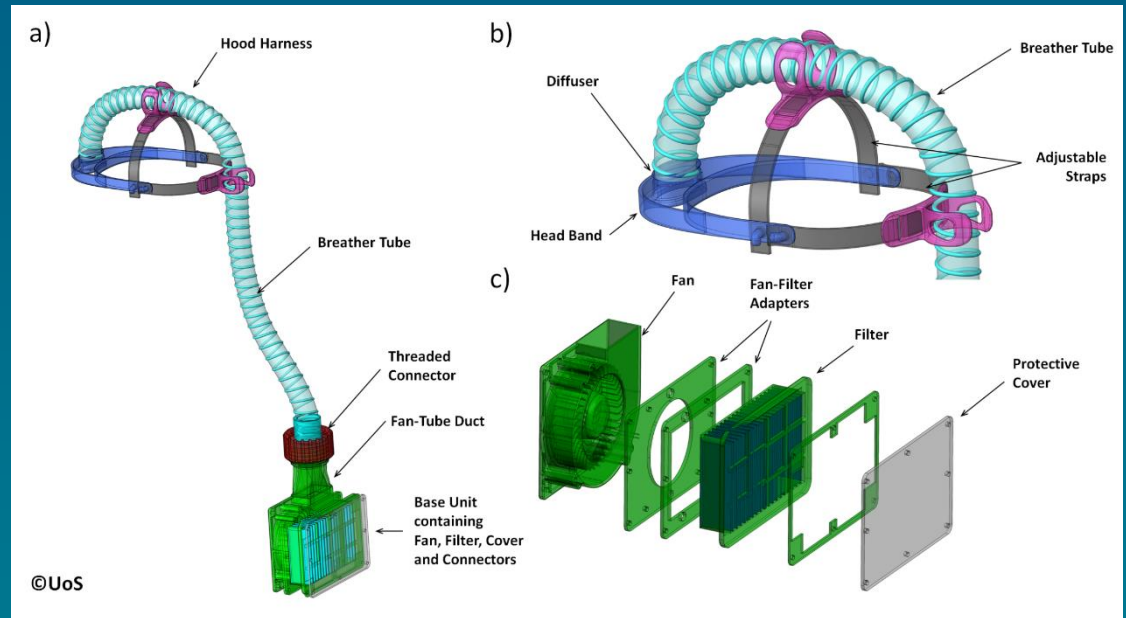 a)
Hood Harness
Breather Tube
Threaded
Connector
Fan-Tube Duct
Base Unit
containing
Fan, Filter, Cover
and Connectors
©UoS
b)
Diffuser
Breather Tube
Adjustable
Straps
Head Band
c)
Fan
Fan-Filter
Adapters
Filter
Protective
Cover